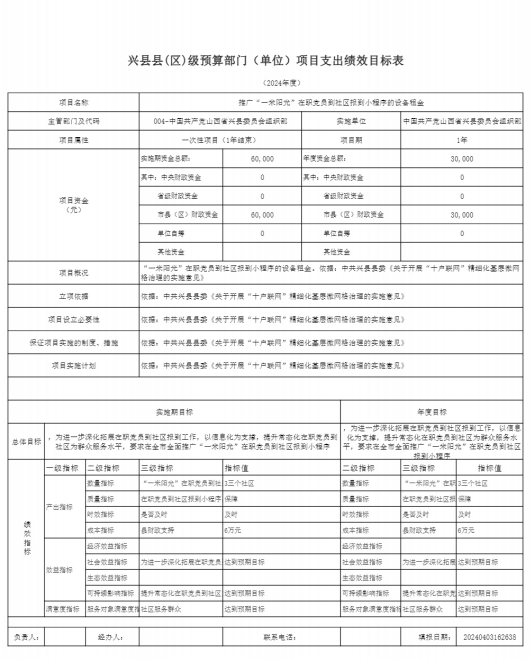 兴县县(区)级预算部门（单位）项目支出绩效目标表
（2024年度）
项目名称 推广“一米阳光”在职党员到社区报到小程序的设备租金
主管部门及代码 004-中国共产党山西省兴县委员会组织部 实施单位 中国共产党山西省兴县委员会组织部
项目属性 一次性项目（1年结束） 项目期 1年
项目资金（元） 实施期资金总额: 60,000 年度资金总额: 30,000
其中: 中央财政资金 0 其中: 中央财政资金 0
省级财政资金 0 省级财政资金 0
市县（区）财政资金 60,000 市县（区）财政资金 30,000
单位自筹 0 单位自筹 0
其他资金 其他资金
项目概况 “一米阳光”在职党员到社区报到小程序的设备租金、依据：中共兴县县委《关于开展“十户联网”精细化基层微网格治理的实施意见》
立项依据 依据：中共兴县县委《关于开展“十户联网”精细化基层微网格治理的实施意见》
项目设立必要性 依据：中共兴县县委《关于开展“十户联网”精细化基层微网格治理的实施意见》
保证项目实施的制度、措施 依据：中共兴县县委《关于开展“十户联网”精细化基层微网格治理的实施意见》
项目实施计划 依据：中共兴县县委《关于开展“十户联网”精细化基层微网格治理的实施意见》
实施期目标 年度目标
总体目标 ，为进一步深化拓展在职党员到社区报到工作，以信息化为支撑，提升常态化在职党员到社区为群众服务水平，要求在全市全面推广“一米阳光”在职党员到社区报到小程序 ，为进一步深化拓展在职党员到社区报到工作，以信息化为支撑，提升常态化在职党员到社区为群众服务水平，要求在全市全面推广“一米阳光”在职党员到社区报到小程序
绩效指标 一级指标 二级指标 三级指标 指标值 二级指标 三级指标 指标值
产出指标 数量指标 “一米阳光”在职党员到社 三个社区 数量指标 “一米阳光”在职 三个社区
质量指标 在职党员到社区报到小程序 保障 质量指标 在职党员到社区报 保障
时效指标 是否及时 及时 时效指标 是否及时 及时
成本指标 县财政支持 6万元 成本指标 县财政支持 6万元
效益指标 经济效益指标 经济效益指标
社会效益指标 为进一步深化拓展在职党员 达到预期目标 社会效益指标 为进一步深化拓展 达到预期目标
生态效益指标 生态效益指标
可持续影响指标 提升常态化在职党员到社区 达到预期目标 可持续影响指标 提升常态化在职党 达到预期目标
满意度指标 服务对象满意度指标 社区服务群众 达到预期目标 服务对象满意度指标 社区服务群众 达到预期目标
负责人： 经办人： 联系电话： 填报日期： 20240403162638